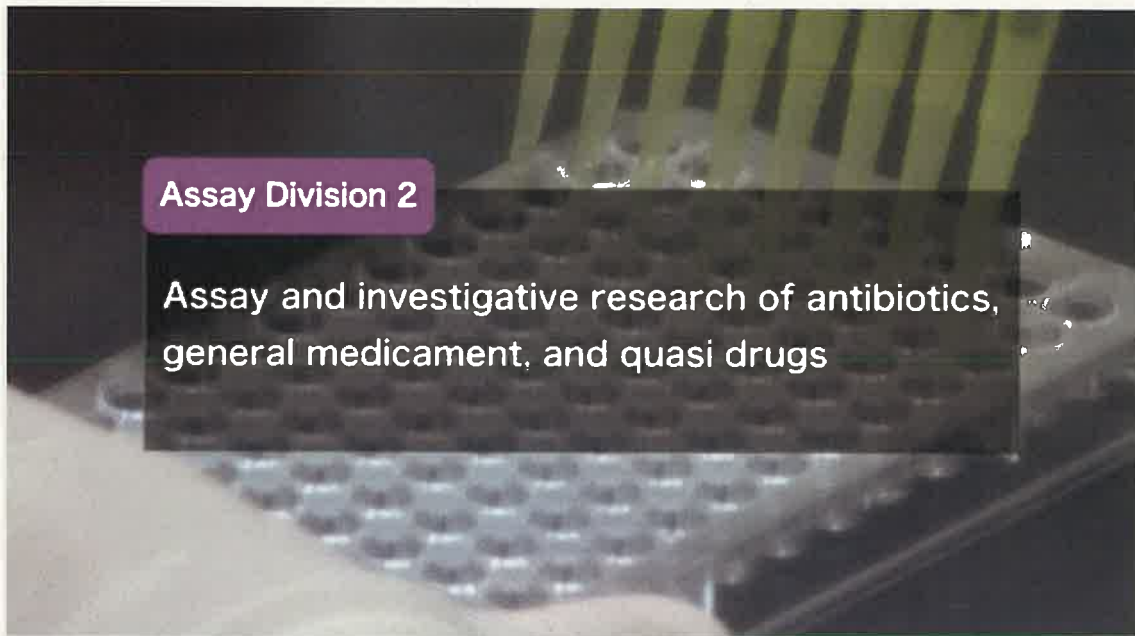 Assay Division 2
Assay and investigative research of antibiotics,
general medicament, and quasi drugs